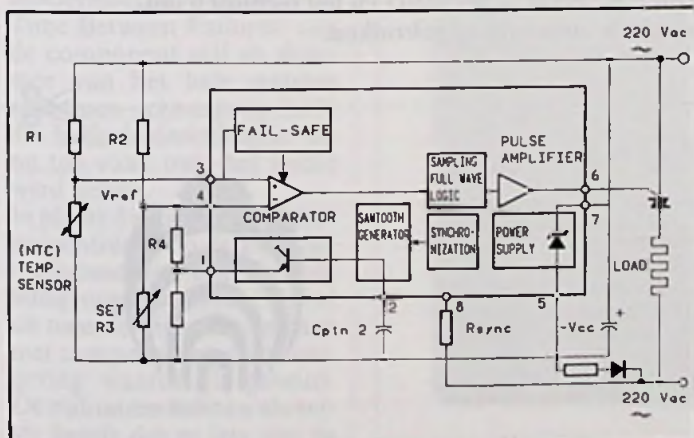 220 Vac
~
R1
R2
FAIL-SAFE
3
Vref
4
+
-
COMPARATOR
SAMPLING
FULL WAVE
LOGIC
PULSE
AMPLIFIER
6
7
(NTC)
TEMP.
SENSOR
R4
1
SAWTOOTH
GENERATOR
SYNCHRO-
NIZATION
POWER
SUPPLY
LOAD
SET
R3
2
8
5
Cpin 2
Rsync
-Vcc
+
~
220 Vac